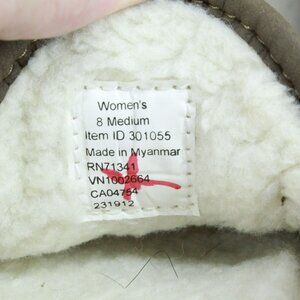 Women's
8 Medium
Item ID 301055
Made in Myanmar
RN71341
VN1002664
CA04754
231912